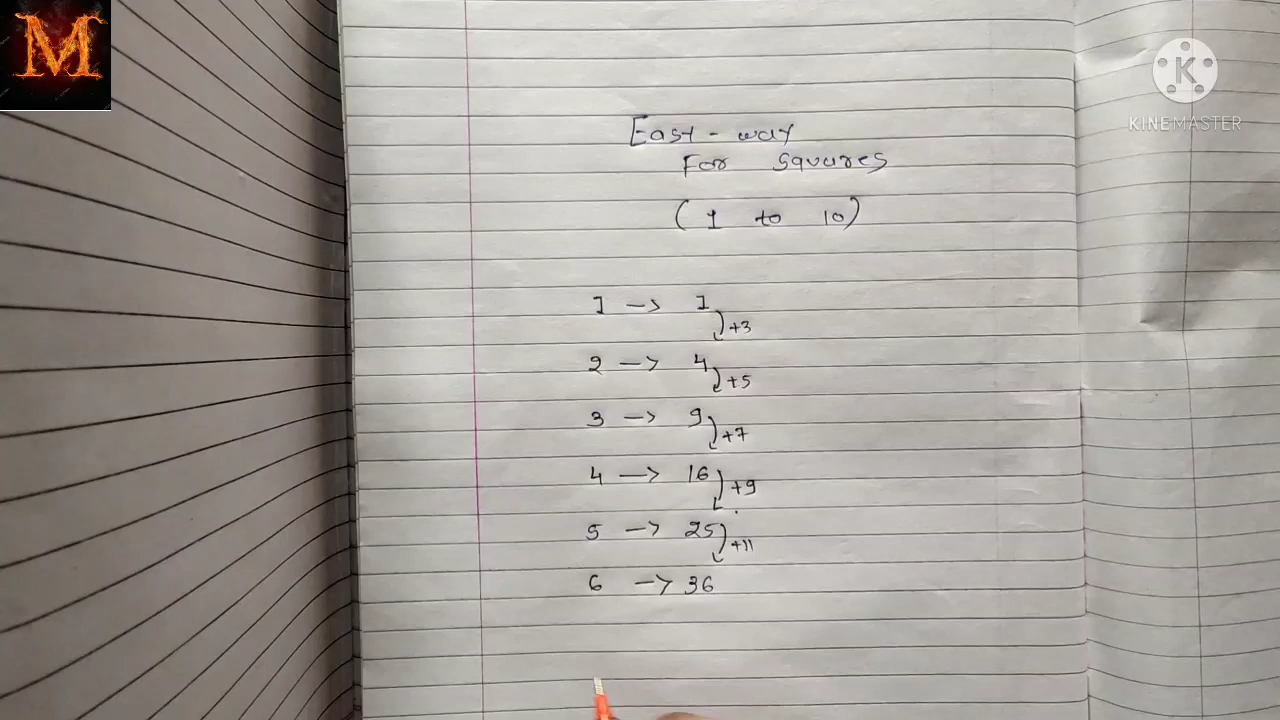 M
KINEMASTER
Easy - way
For Squares
(1 to 10)
1 -> 1
+3
2 -> 4
+5
3 -> 9
+7
4 -> 16
+9
5 -> 25
+11
6 -> 36